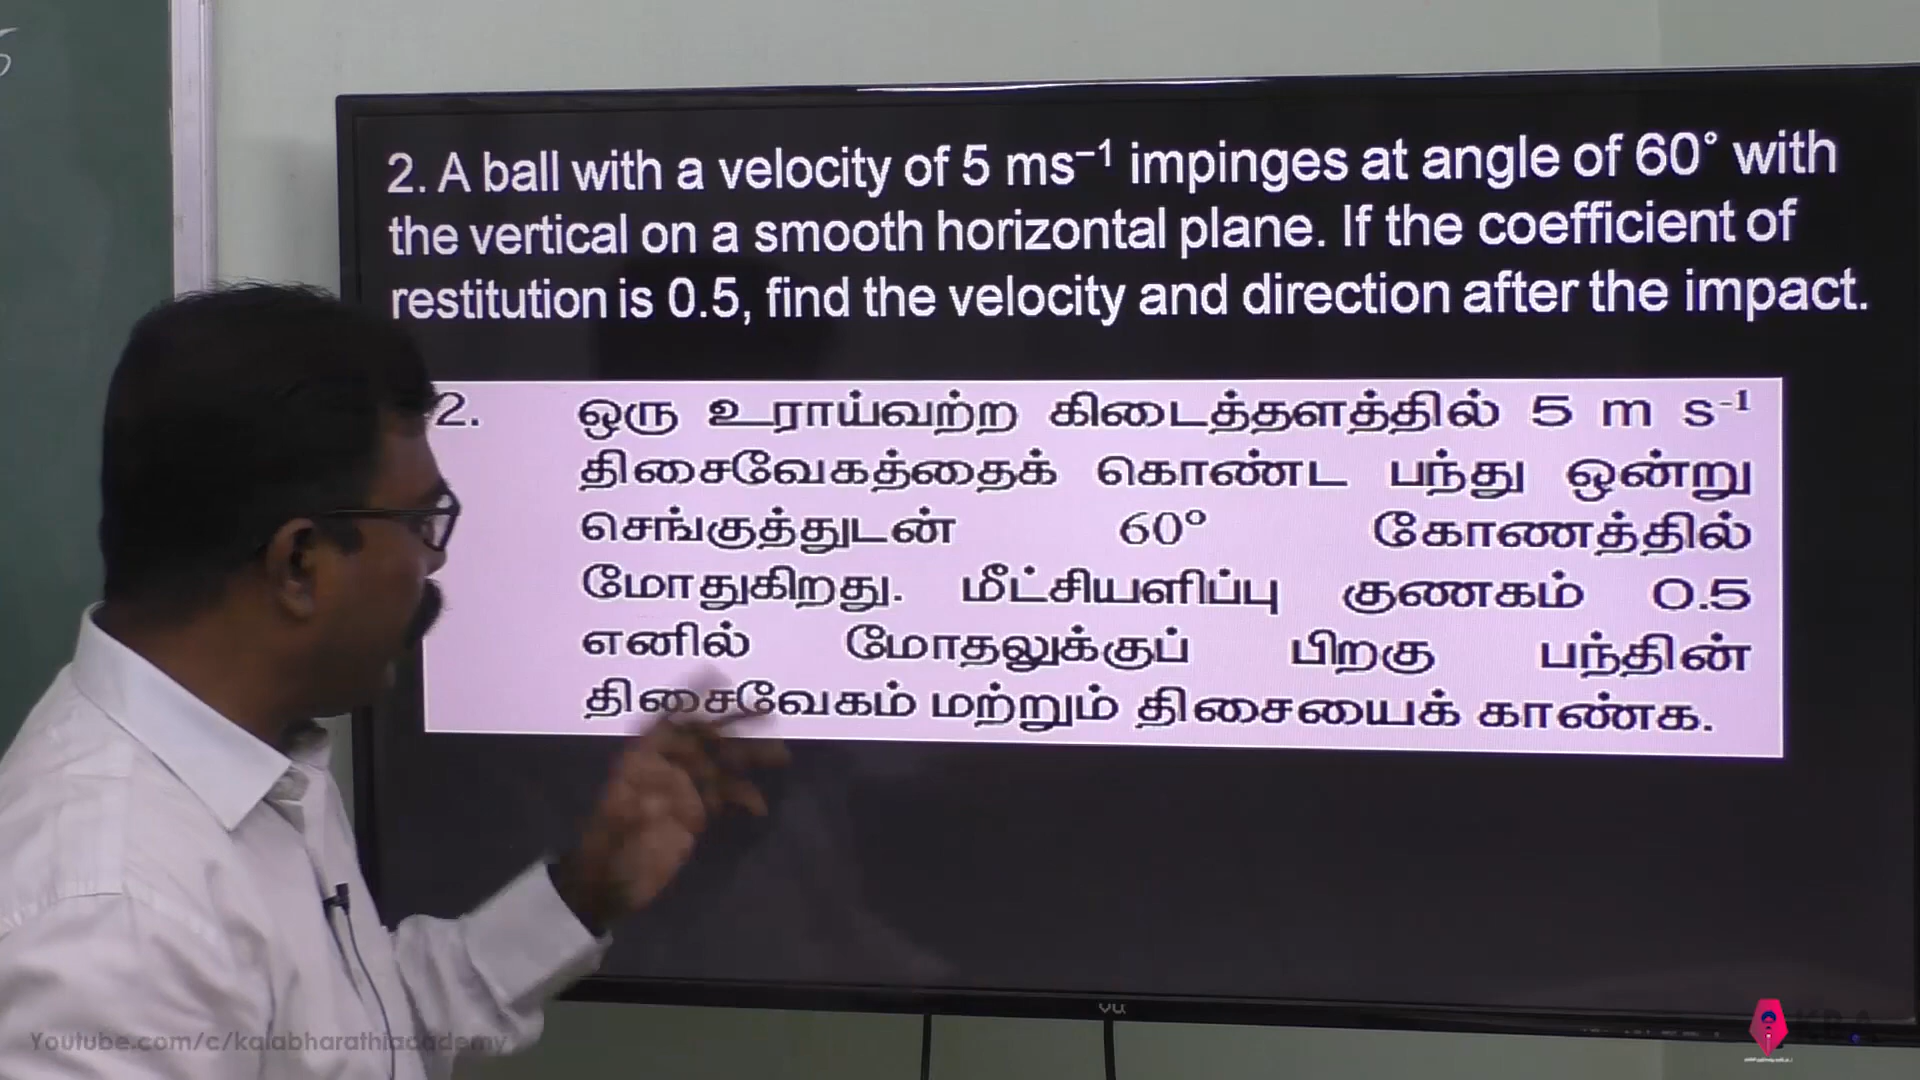 2. A ball with a velocity of 5 ms⁻¹ impinges at angle of 60° with
the vertical on a smooth horizontal plane. If the coefficient of
restitution is 0.5, find the velocity and direction after the impact.
2. ஒரு உராய்வற்ற கிடைத்தளத்தில் 5 m s⁻¹
திசைவேகத்தைக் கொண்ட பந்து ஒன்று
செங்குத்துடன் 60° கோணத்தில்
மோதுகிறது. மீட்சியளிப்பு குணகம் 0.5
எனில் மோதலுக்குப் பிறகு பந்தின்
திசைவேகம் மற்றும் திசையைக் காண்க.
vu
Youtube.com/c/kalabharathiacademy
KBA